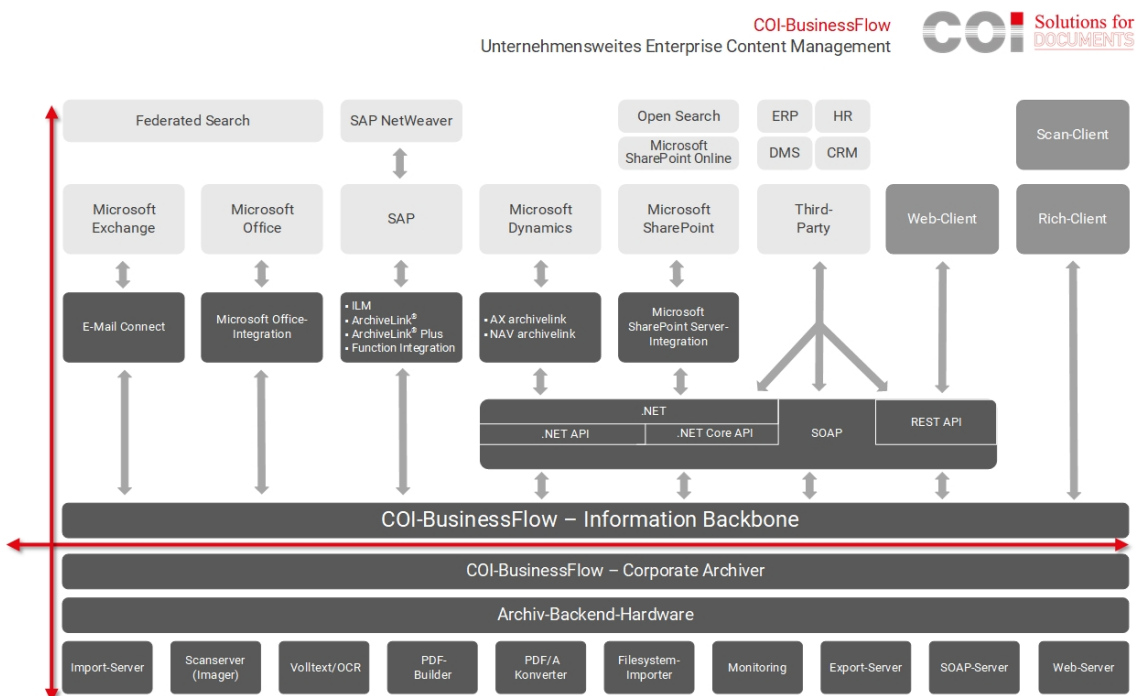 COI-BusinessFlow
Unternehmensweites Enterprise Content Management
COI
Solutions for
DOCUMENTS
Federated Search
SAP NetWeaver
Open Search
Microsoft
SharePoint Online
ERP
HR
DMS
CRM
Scan-Client
Microsoft
Exchange
Microsoft
Office
SAP
Microsoft
Dynamics
Microsoft
SharePoint
Third-
Party
Web-Client
Rich-Client
E-Mail Connect
Microsoft Office-
Integration
▪ ILM
▪ ArchiveLink®
▪ ArchiveLink® Plus
▪ Function Integration
▪ AX archivelink
▪ NAV archivelink
Microsoft
SharePoint Server-
Integration
.NET
.NET API
.NET Core API
SOAP
REST API
COI-BusinessFlow – Information Backbone
COI-BusinessFlow – Corporate Archiver
Archiv-Backend-Hardware
Import-Server
Scanserver
(Imager)
Volltext/OCR
PDF-
Builder
PDF/A
Konverter
Filesystem-
Importer
Monitoring
Export-Server
SOAP-Server
Web-Server